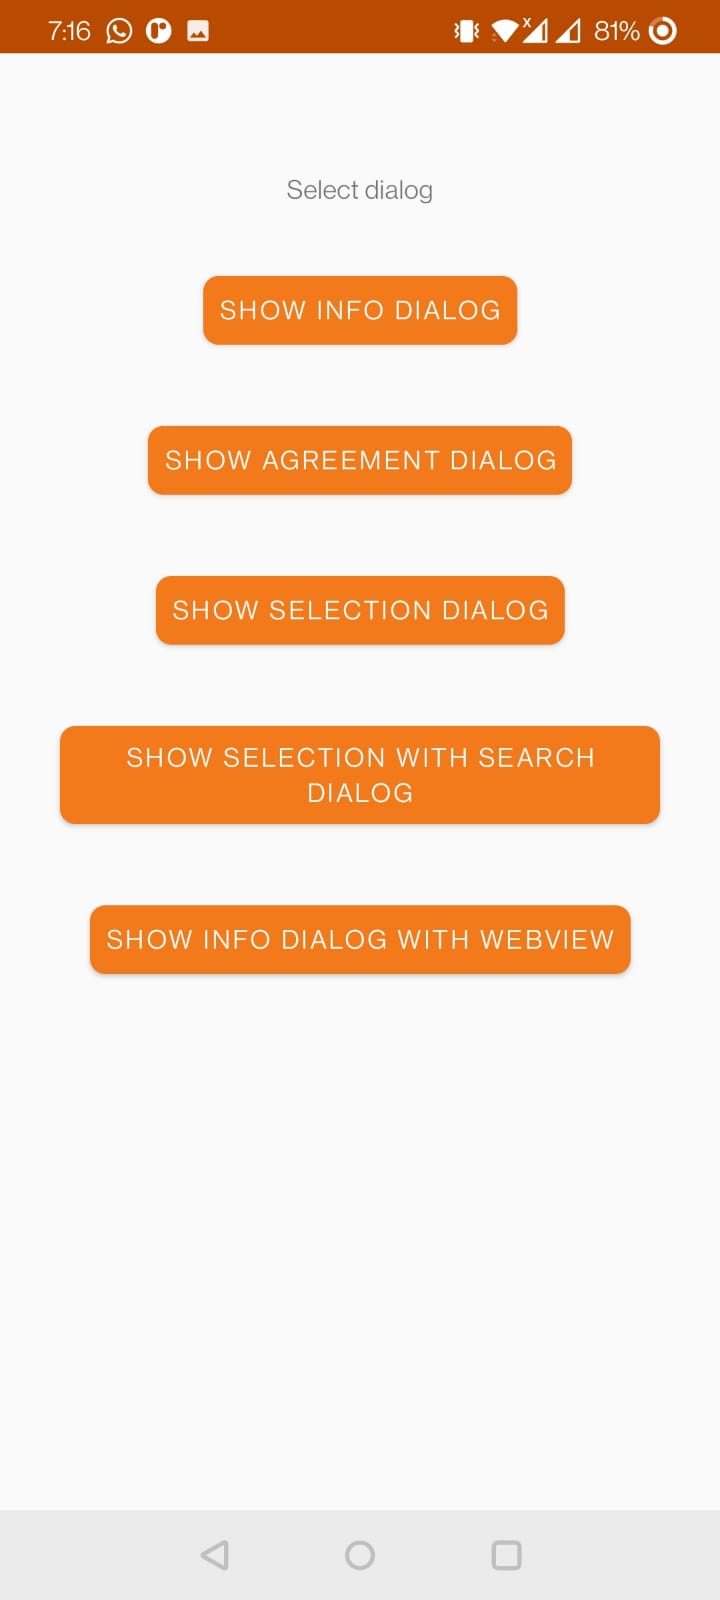 7:16 81%
Select dialog
SHOW INFO DIALOG
SHOW AGREEMENT DIALOG
SHOW SELECTION DIALOG
SHOW SELECTION WITH SEARCH
DIALOG
SHOW INFO DIALOG WITH WEBVIEW